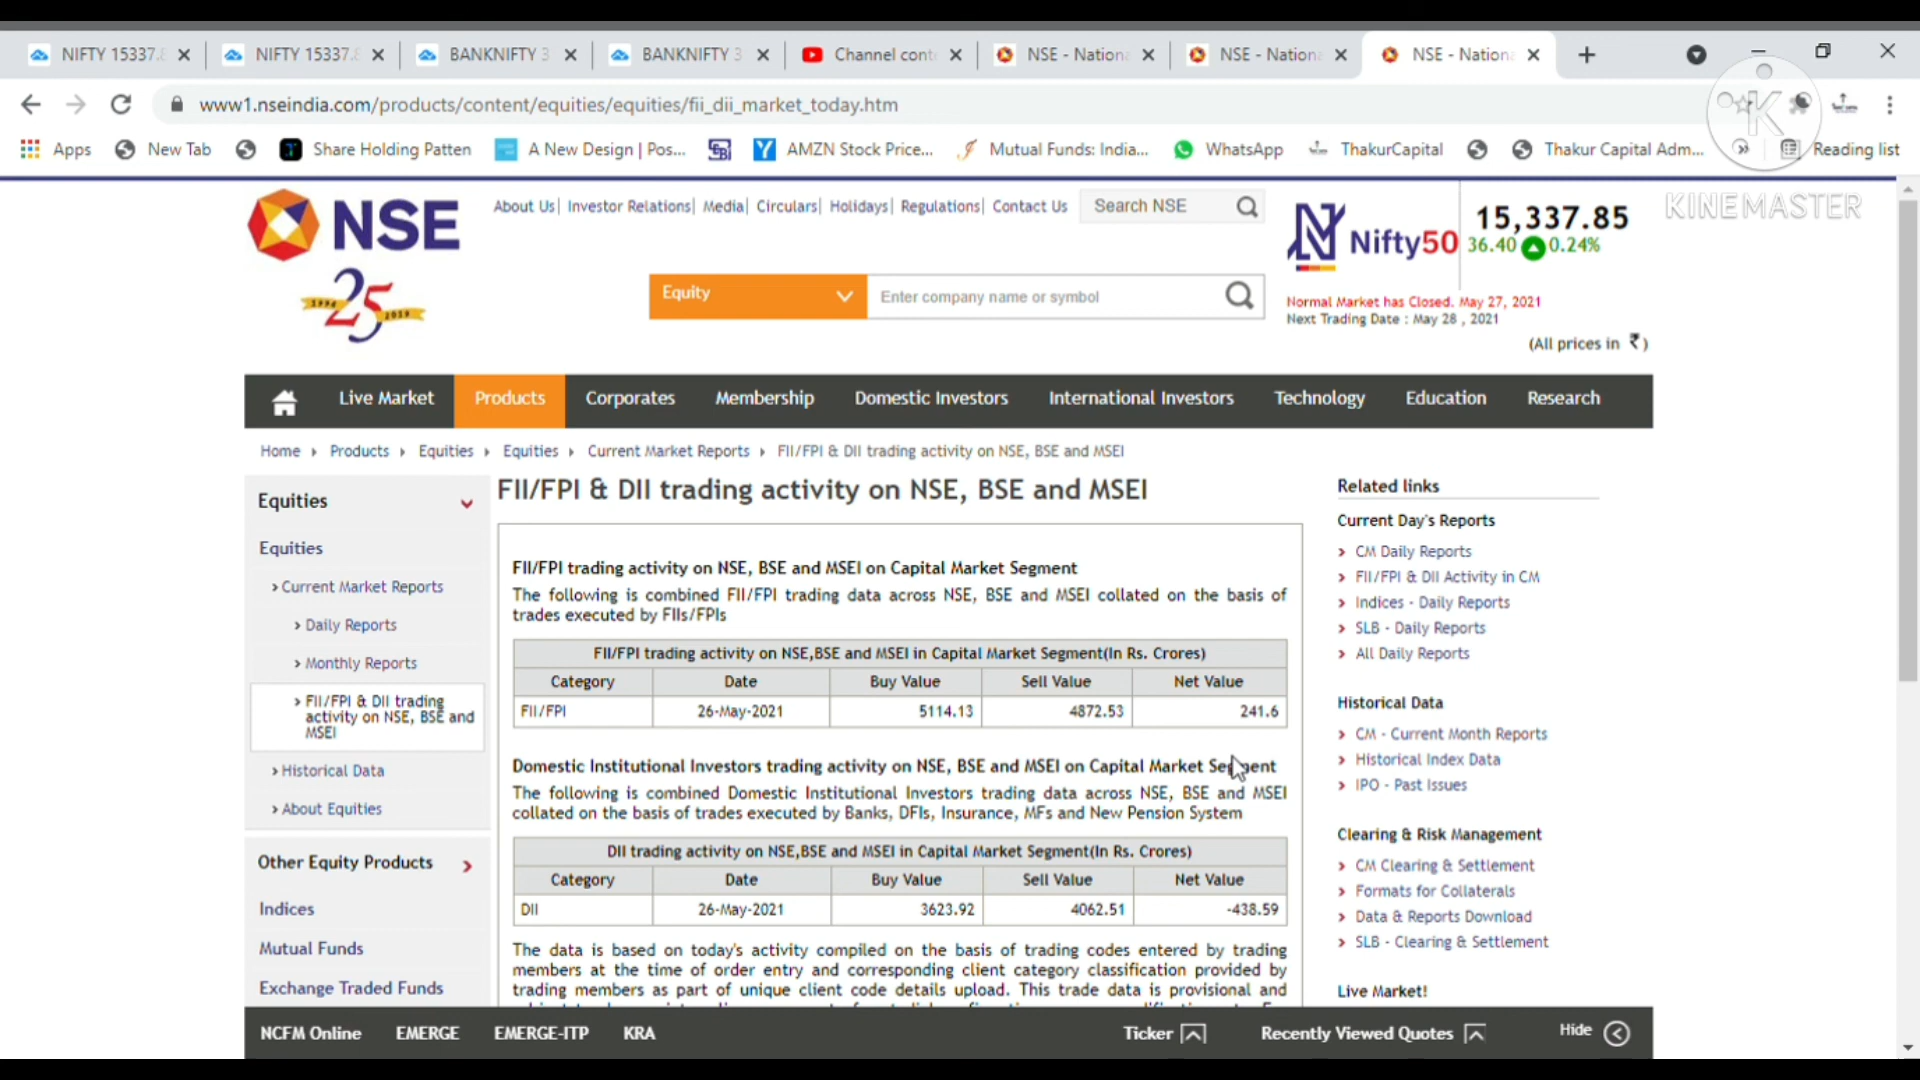 NIFTY 15337.8
NIFTY 15337.8
BANKNIFTY 3
BANKNIFTY 3
Channel cont
NSE - Nationa
NSE - Nationa
NSE - Nationa
www1.nseindia.com/products/content/equities/equities/fii_dii_market_today.htm
Apps
New Tab
Share Holding Patten
A New Design | Pos...
SEBI
AMZN Stock Price...
Mutual Funds: India...
WhatsApp
ThakurCapital
Thakur Capital Adm...
»
Reading list
K
KINEMASTER
NSE
25
1994
2019
About Us| Investor Relations| Media| Circulars| Holidays| Regulations| Contact Us
Search NSE
Equity
Enter company name or symbol
Nifty50
15,337.85
36.40 0.24%
Normal Market has Closed. May 27, 2021
Next Trading Date : May 28 , 2021
(All prices in ₹ )
Live Market Products Corporates Membership Domestic Investors International Investors Technology Education Research
Home › Products › Equities › Equities › Current Market Reports › FII/FPI & DII trading activity on NSE, BSE and MSEI
Equities
Equities
› Current Market Reports
› Daily Reports
› Monthly Reports
› FII/FPI & DII trading
activity on NSE, BSE and
MSEI
› Historical Data
› About Equities
Other Equity Products
Indices
Mutual Funds
Exchange Traded Funds
FII/FPI & DII trading activity on NSE, BSE and MSEI
FII/FPI trading activity on NSE, BSE and MSEI on Capital Market Segment
The following is combined FII/FPI trading data across NSE, BSE and MSEI collated on the basis of
trades executed by FIIs/FPIs
FII/FPI trading activity on NSE,BSE and MSEI in Capital Market Segment(In Rs. Crores)
Category Date Buy Value Sell Value Net Value
FII/FPI 26-May-2021 5114.13 4872.53 241.6
Domestic Institutional Investors trading activity on NSE, BSE and MSEI on Capital Market Segment
The following is combined Domestic Institutional Investors trading data across NSE, BSE and MSEI
collated on the basis of trades executed by Banks, DFIs, Insurance, MFs and New Pension System
DII trading activity on NSE,BSE and MSEI in Capital Market Segment(In Rs. Crores)
Category Date Buy Value Sell Value Net Value
DII 26-May-2021 3623.92 4062.51 -438.59
The data is based on today's activity compiled on the basis of trading codes entered by trading
members at the time of order entry and corresponding client category classification provided by
trading members as part of unique client code details upload. This trade data is provisional and
Related links
Current Day's Reports
› CM Daily Reports
› FII/FPI & DII Activity in CM
› Indices - Daily Reports
› SLB - Daily Reports
› All Daily Reports
Historical Data
› CM - Current Month Reports
› Historical Index Data
› IPO - Past Issues
Clearing & Risk Management
› CM Clearing & Settlement
› Formats for Collaterals
› Data & Reports Download
› SLB - Clearing & Settlement
Live Market!
NCFM Online EMERGE EMERGE-ITP KRA Ticker Recently Viewed Quotes Hide